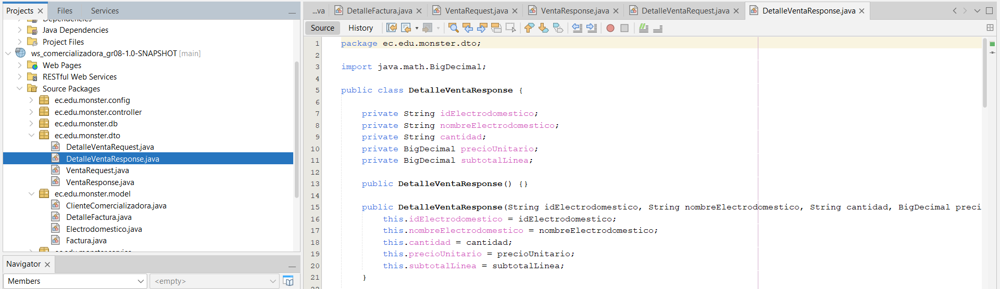 Projects
Files
Services
Dependencies
Java Dependencies
Project Files
ws_comercializadora_gr08-1.0-SNAPSHOT [main]
Web Pages
RESTful Web Services
Source Packages
ec.edu.monster.config
ec.edu.monster.controller
ec.edu.monster.db
ec.edu.monster.dto
DetalleVentaRequest.java
DetalleVentaResponse.java
VentaRequest.java
VentaResponse.java
ec.edu.monster.model
ClienteComercializadora.java
DetalleFactura.java
Electrodomestico.java
Factura.java
ec.edu.monster.service
Navigator
Members
<empty>
...va
DetalleFactura.java
VentaRequest.java
VentaResponse.java
DetalleVentaRequest.java
DetalleVentaResponse.java
Source
History
1 package ec.edu.monster.dto;
2
3 import java.math.BigDecimal;
4
5 public class DetalleVentaResponse {
6
7 private String idElectrodomestico;
8 private String nombreElectrodomestico;
9 private String cantidad;
10 private BigDecimal precioUnitario;
11 private BigDecimal subtotalLinea;
12
13 public DetalleVentaResponse() {}
14
15 public DetalleVentaResponse(String idElectrodomestico, String nombreElectrodomestico, String cantidad, BigDecimal preci
16 this.idElectrodomestico = idElectrodomestico;
17 this.nombreElectrodomestico = nombreElectrodomestico;
18 this.cantidad = cantidad;
19 this.precioUnitario = precioUnitario;
20 this.subtotalLinea = subtotalLinea;
21 }